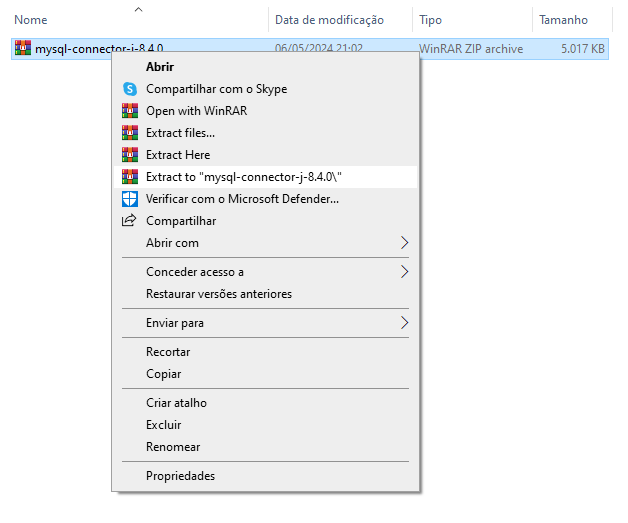 Nome Data de modificação Tipo Tamanho
mysql-connector-j-8.4.0 06/05/2024 21:02 WinRAR ZIP archive 5.017 KB
Abrir
Compartilhar com o Skype
Open with WinRAR
Extract files...
Extract Here
Extract to "mysql-connector-j-8.4.0\"
Verificar com o Microsoft Defender...
Compartilhar
Abrir com
Conceder acesso a
Restaurar versões anteriores
Enviar para
Recortar
Copiar
Criar atalho
Excluir
Renomear
Propriedades